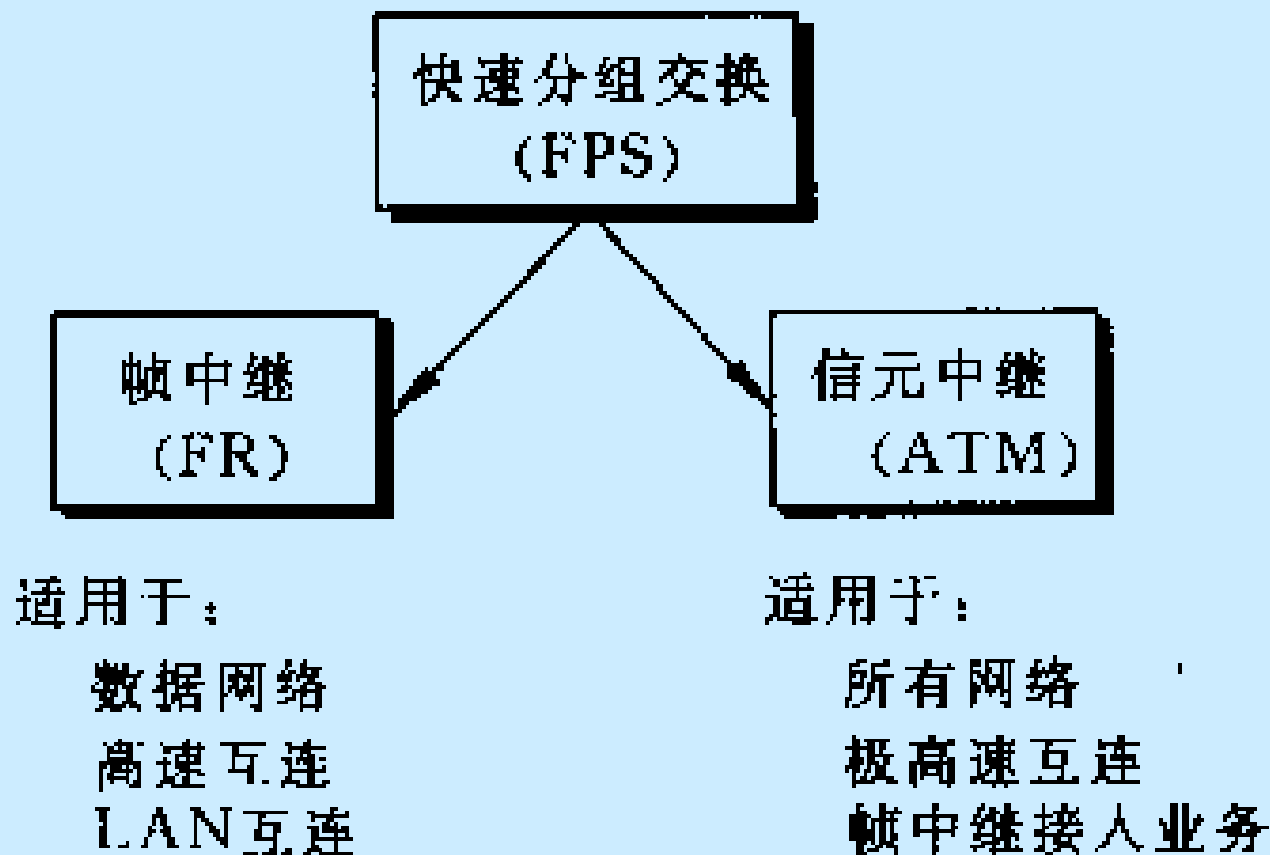 快速分组交换
(FPS)
帧中继
(FR)
信元中继
(ATM)
适用于:
数据网络
高速互连
LAN互连
适用于:
所有网络
极高速互连
帧中继接人业务